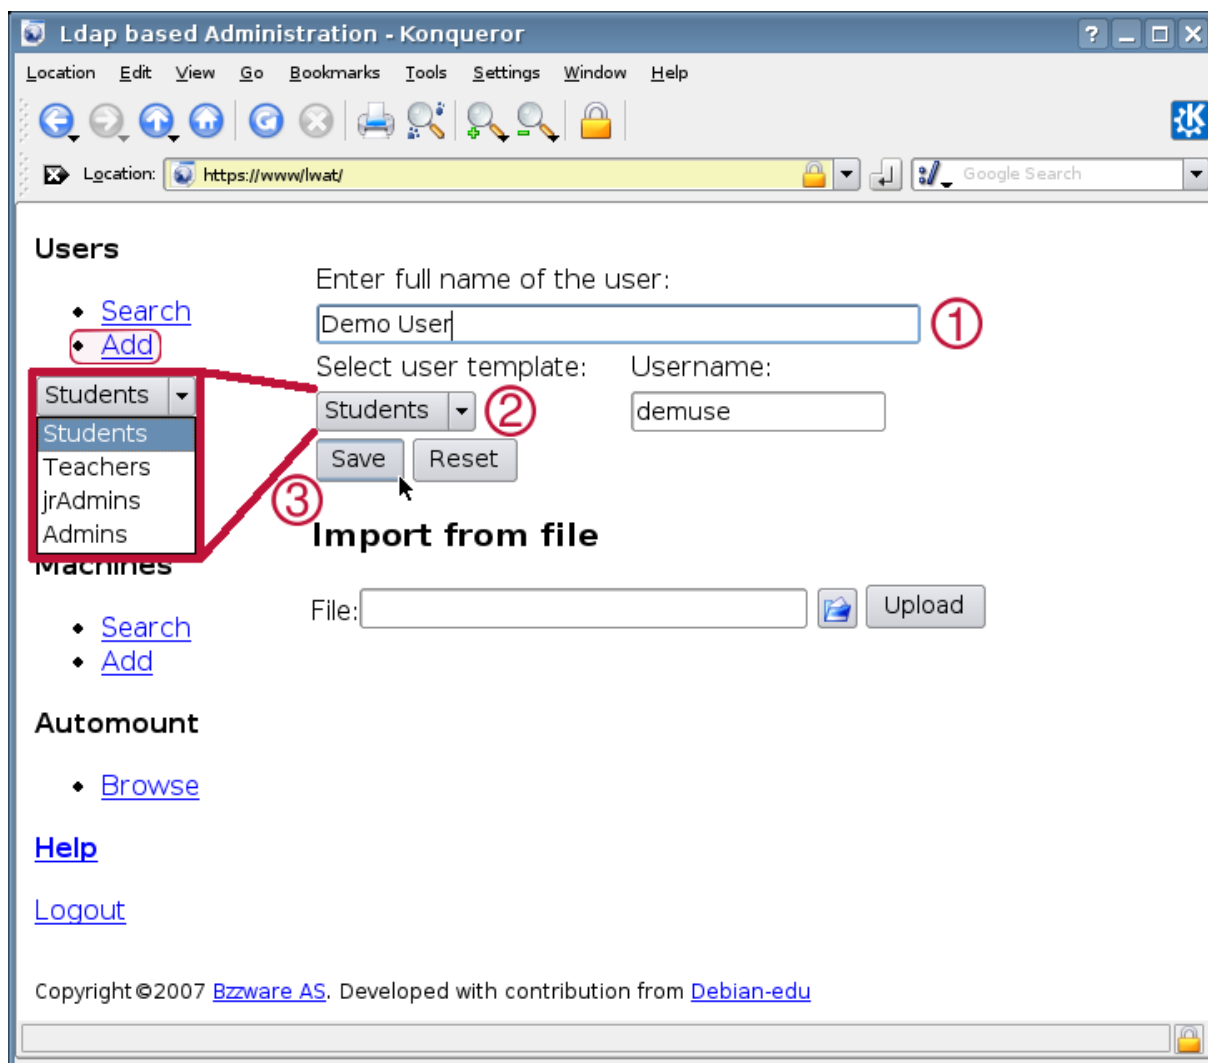 Ldap based Administration - Konqueror
Location Edit View Go Bookmarks Tools Settings Window Help
Location: https://www/lwat/ Google Search
Users
Search
Add
Students
Students
Teachers
jrAdmins
Admins
Enter full name of the user:
Demo User
1
Select user template: Username:
Students 2 demuse
Save Reset
3
Import from file
File: Upload
Machines
Search
Add
Automount
Browse
Help
Logout
Copyright©2007 Bzzware AS. Developed with contribution from Debian-edu